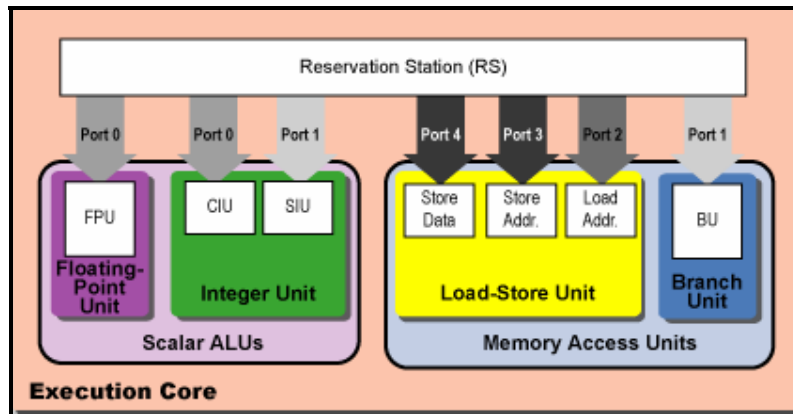 Reservation Station (RS)
Port 0
Port 0
Port 1
Port 4
Port 3
Port 2
Port 1
FPU
CIU
SIU
Store
Data
Store
Addr.
Load
Addr.
BU
Floating-
Point
Unit
Integer Unit
Load-Store Unit
Branch
Unit
Scalar ALUs
Memory Access Units
Execution Core